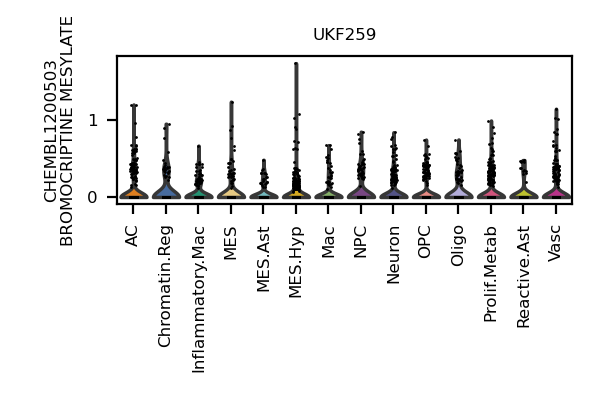 UKF259
CHEMBL1200503
BROMOCRIPTINE MESYLATE
1
0
AC
Chromatin.Reg
Inflammatory.Mac
MES
MES.Ast
MES.Hyp
Mac
NPC
Neuron
OPC
Oligo
Prolif.Metab
Reactive.Ast
Vasc